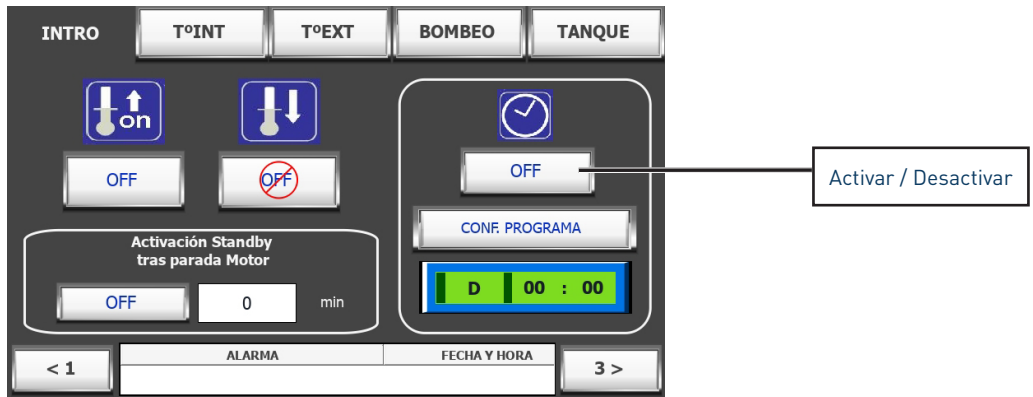 INTRO TºINT TºEXT BOMBEO TANQUE
on
OFF OFF OFF
Activar / Desactivar
CONF. PROGRAMA
Activación Standby
tras parada Motor
OFF 0 min
D 00 : 00
< 1 ALARMA FECHA Y HORA 3 >